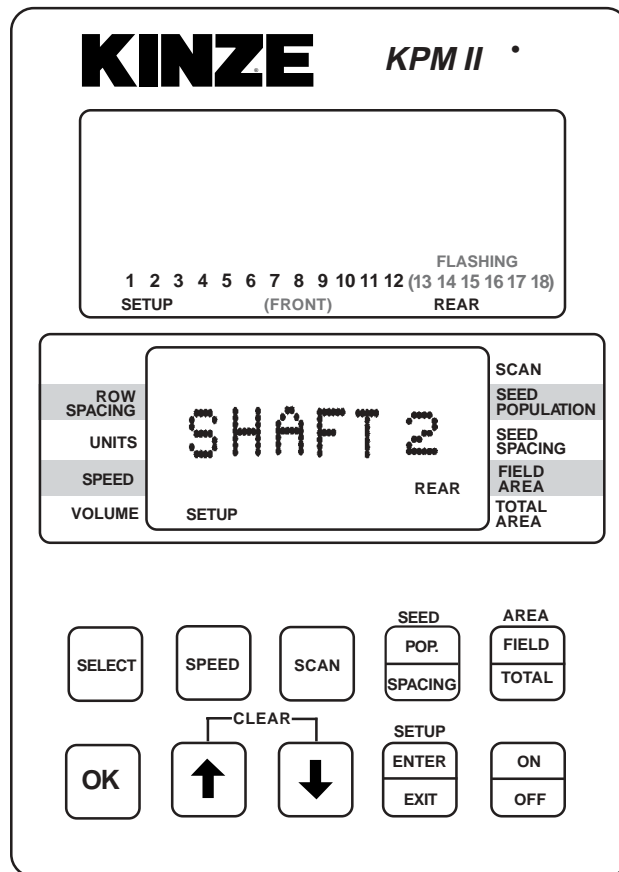 KINZE KPM II
FLASHING
1 2 3 4 5 6 7 8 9 10 11 12 (13 14 15 16 17 18)
SETUP (FRONT) REAR
ROW
SPACING
UNITS
SPEED
VOLUME
SHAFT 2
REAR
SETUP
SCAN
SEED
POPULATION
SEED
SPACING
FIELD
AREA
TOTAL
AREA
SEED AREA
SELECT SPEED SCAN POP. FIELD
SPACING TOTAL
CLEAR SETUP
OK ENTER ON
EXIT OFF